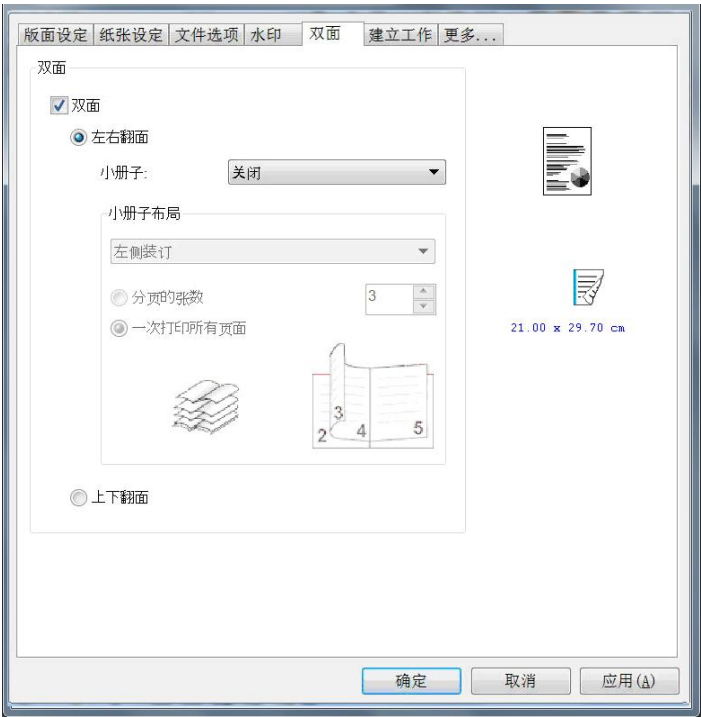 版面设定 纸张设定 文件选项 水印 双面 建立工作 更多...
双面
双面
左右翻面
小册子: 关闭
小册子布局
左侧装订
分页的张数 3
一次打印所有页面
21.00 x 29.70 cm
2 3 4 5
上下翻面
确定 取消 应用(A)